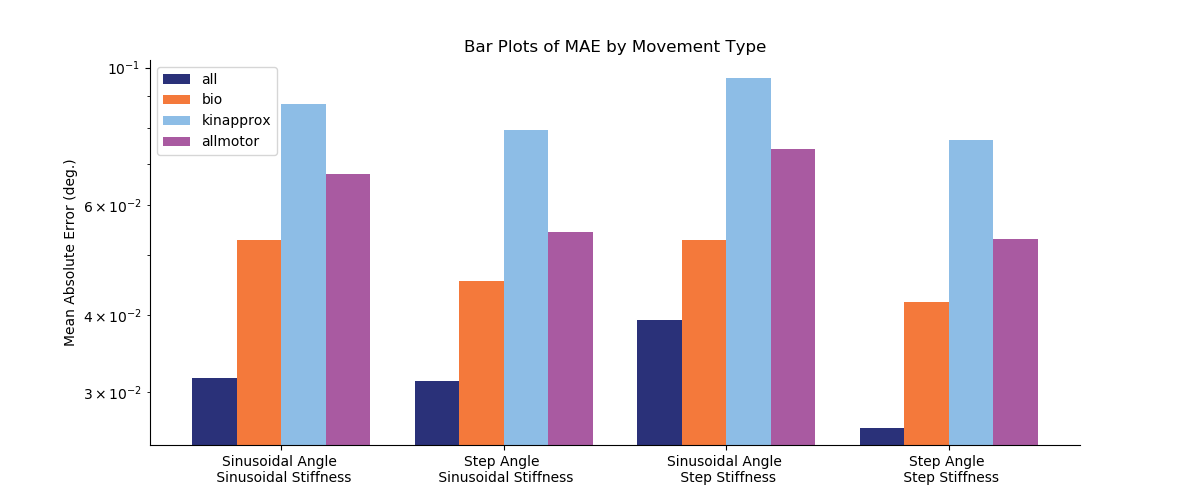 Bar Plots of MAE by Movement Type
Mean Absolute Error (deg.)
10⁻¹
6 × 10⁻²
4 × 10⁻²
3 × 10⁻²
all
bio
kinapprox
allmotor
Sinusoidal Angle
Sinusoidal Stiffness
Step Angle
Sinusoidal Stiffness
Sinusoidal Angle
Step Stiffness
Step Angle
Step Stiffness